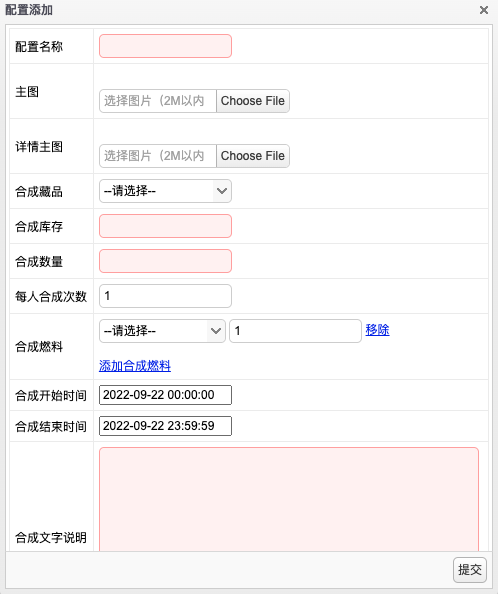 配置添加
配置名称
主图
选择图片（2M以内 Choose File
详情主图
选择图片（2M以内 Choose File
合成藏品 --请选择--
合成库存
合成数量
每人合成次数 1
合成燃料 --请选择-- 1 移除
添加合成燃料
合成开始时间 2022-09-22 00:00:00
合成结束时间 2022-09-22 23:59:59
合成文字说明
提交